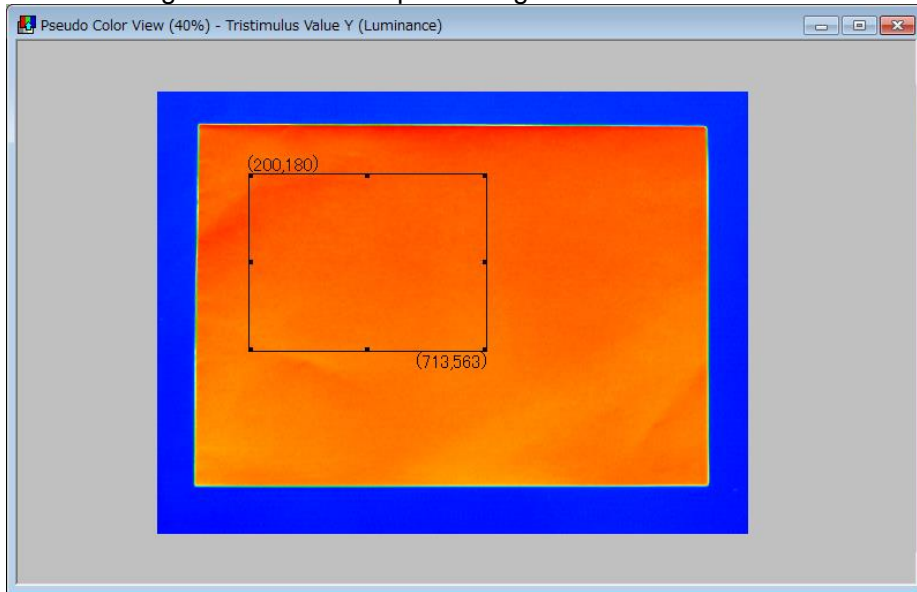 Pseudo Color View (40%) - Tristimulus Value Y (Luminance)
(200,180)
(713,563)